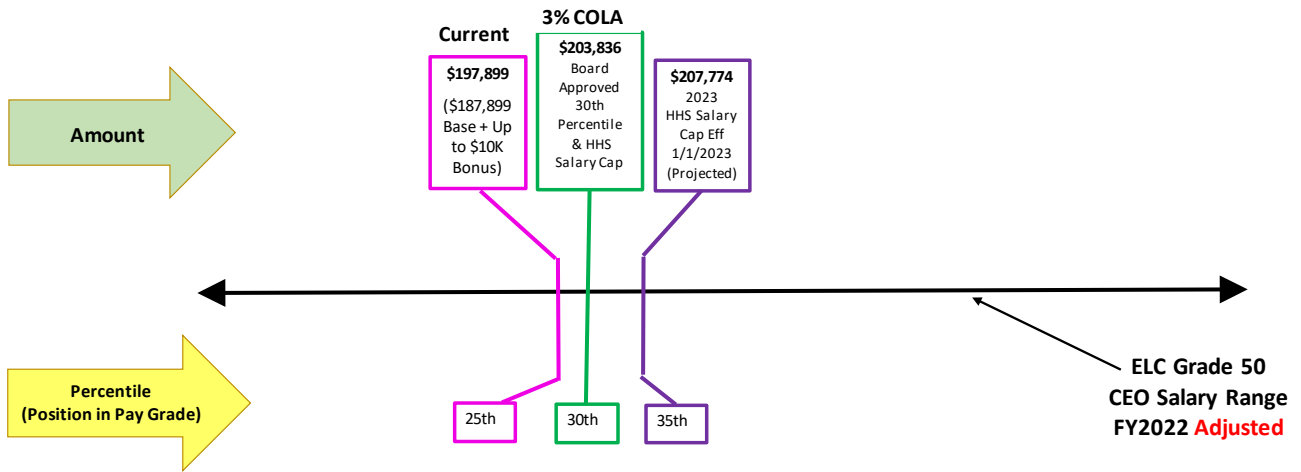 3% COLA
Current
$197,899
($187,899
Base + Up
to $10K
Bonus)
$203,836
Board
Approved
30th
Percentile
& HHS
Salary Cap
$207,774
2023
HHS Salary
Cap Eff
1/1/2023
(Projected)
Amount
Percentile
(Position in Pay Grade)
25th
30th
35th
ELC Grade 50
CEO Salary Range
FY2022 Adjusted